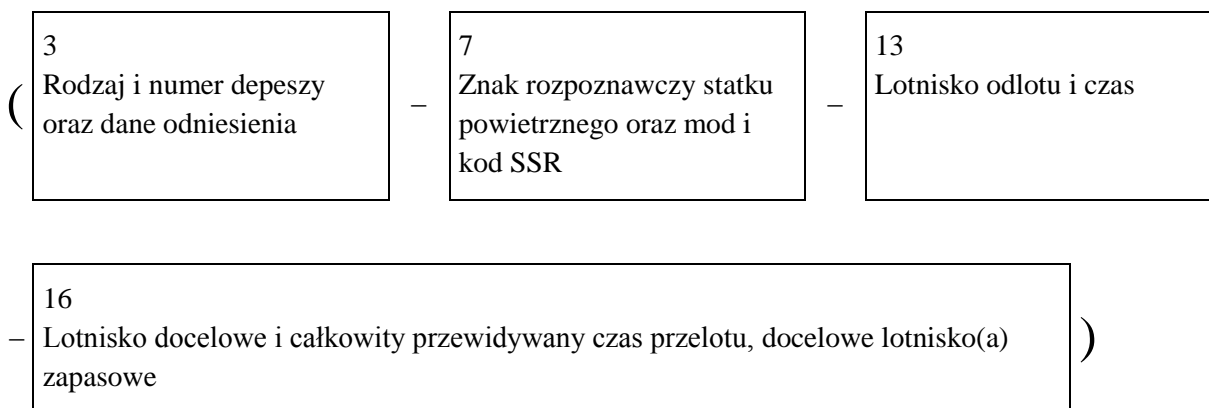 3
Rodzaj i numer depeszy
oraz dane odniesienia
(
–
7
Znak rozpoznawczy statku
powietrznego oraz mod i
kod SSR
–
13
Lotnisko odlotu i czas
–
16
Lotnisko docelowe i całkowity przewidywany czas przelotu, docelowe lotnisko(a)
zapasowe
)